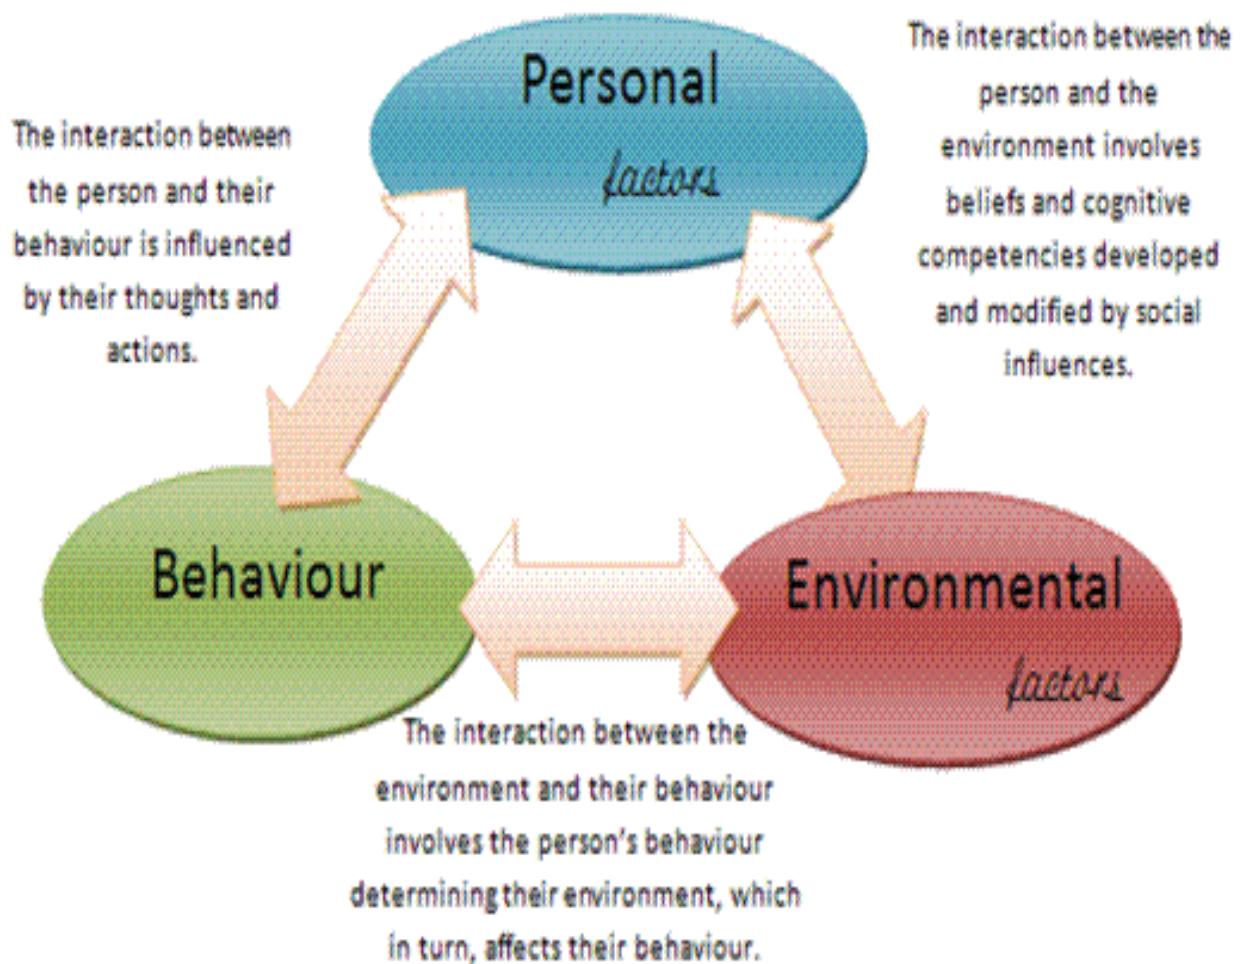 Personal
factors
The interaction between
the person and their
behaviour is influenced
by their thoughts and
actions.
The interaction between the
person and the
environment involves
beliefs and cognitive
competencies developed
and modified by social
influences.
Behaviour
Environmental
factors
The interaction between the
environment and their behaviour
involves the person's behaviour
determining their environment, which
in turn, affects their behaviour.